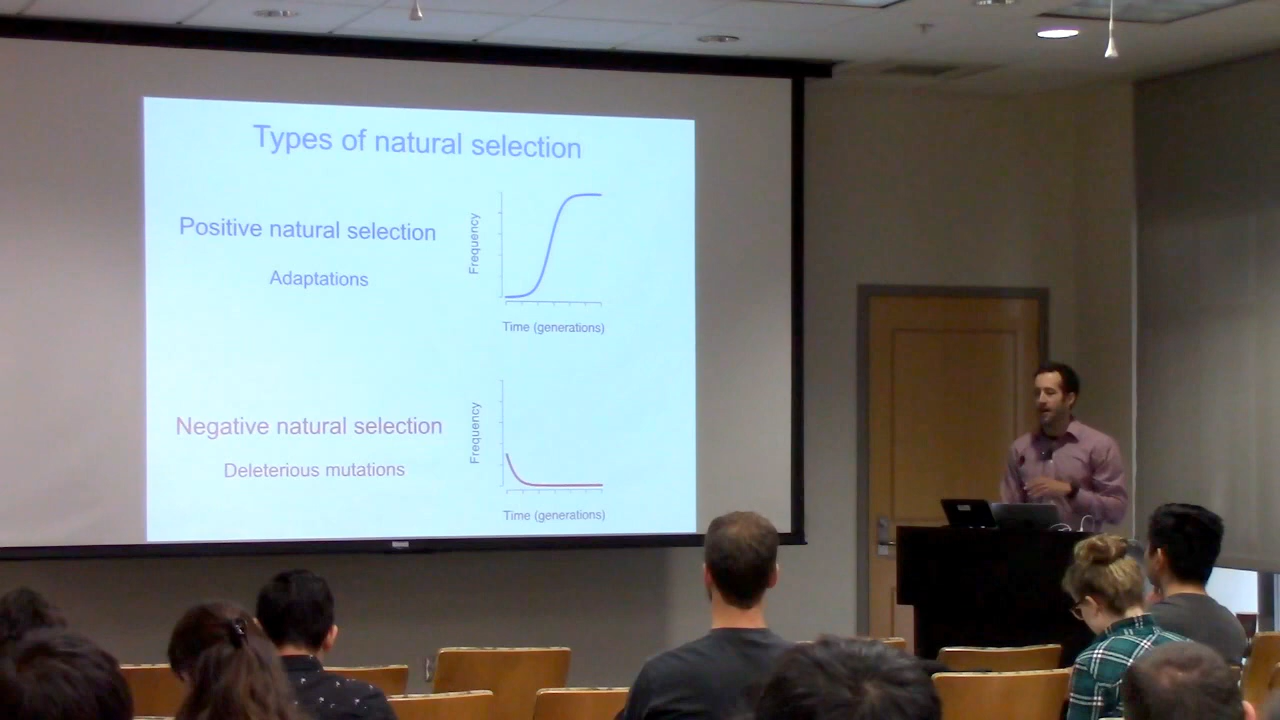 Types of natural selection
Positive natural selection
Adaptations
Frequency
Time (generations)
Negative natural selection
Deleterious mutations
Frequency
Time (generations)